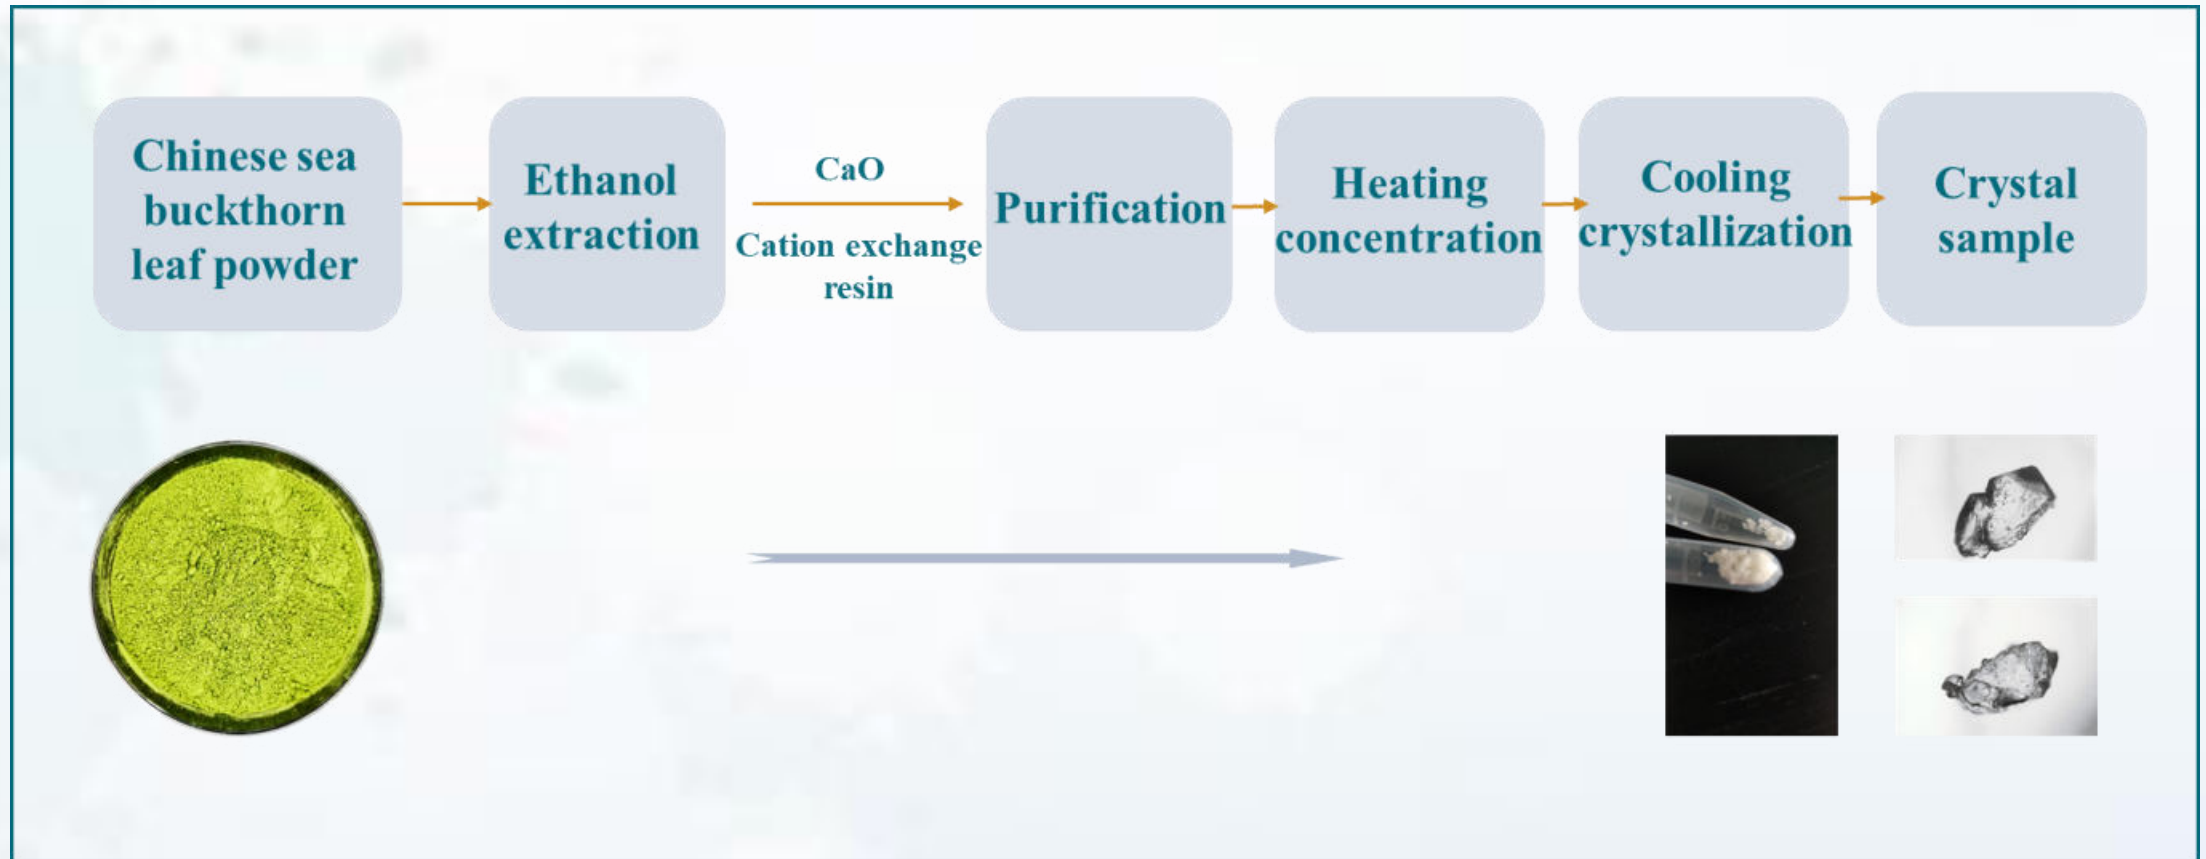 Chinese sea
buckthorn
leaf powder
Ethanol
extraction
CaO
Cation exchange
resin
Purification
Heating
concentration
Cooling
crystallization
Crystal
sample